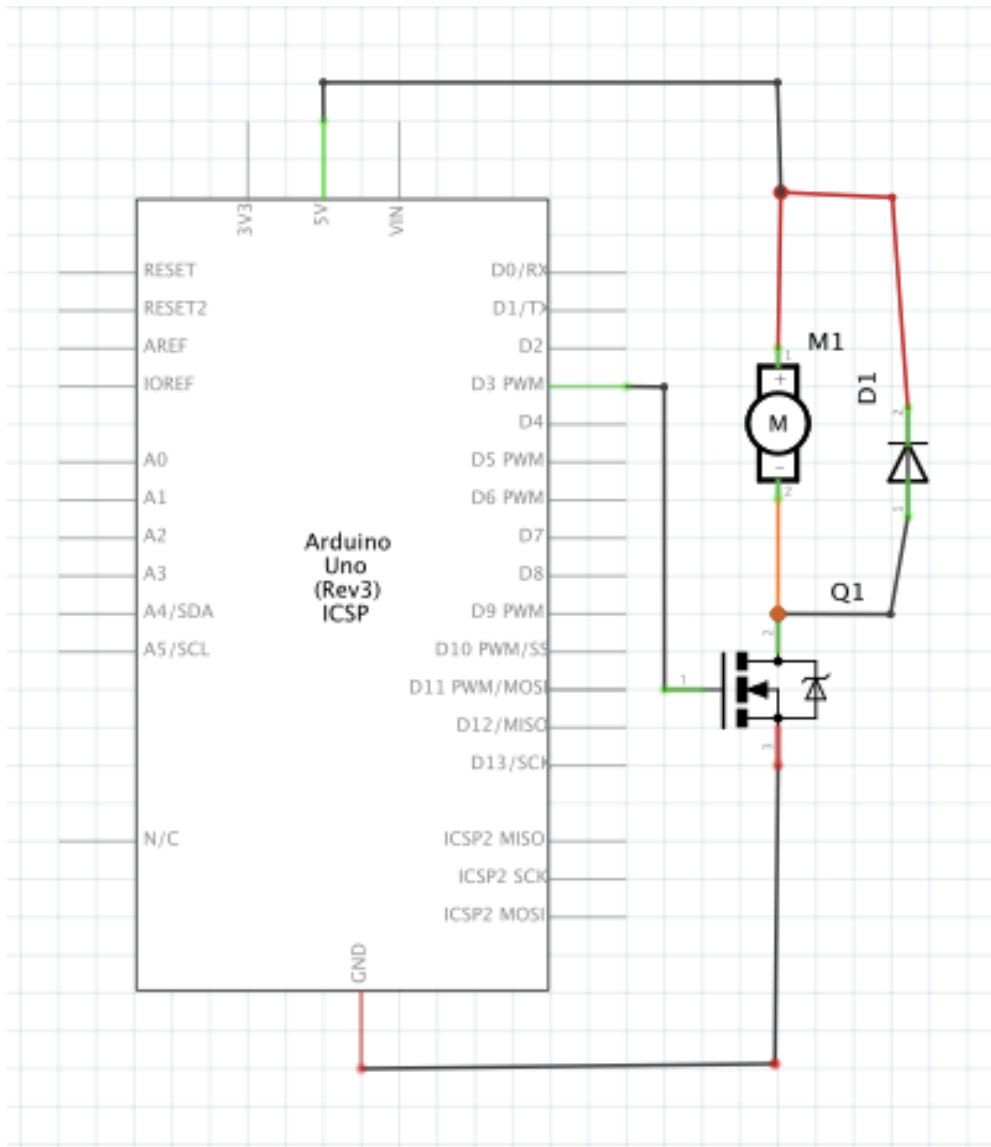 3V3
5V
VIN
RESET
RESET2
AREF
IOREF
A0
A1
A2
A3
A4/SDA
A5/SCL
N/C
Arduino
Uno
(Rev3)
ICSP
D0/RX
D1/TX
D2
D3 PWM
D4
D5 PWM
D6 PWM
D7
D8
D9 PWM
D10 PWM/SS
D11 PWM/MOSI
D12/MISO
D13/SCK
ICSP2 MISO
ICSP2 SCK
ICSP2 MOSI
GND
M1
1
+
M
−
2
D1
2
1
Q1
2
1
3